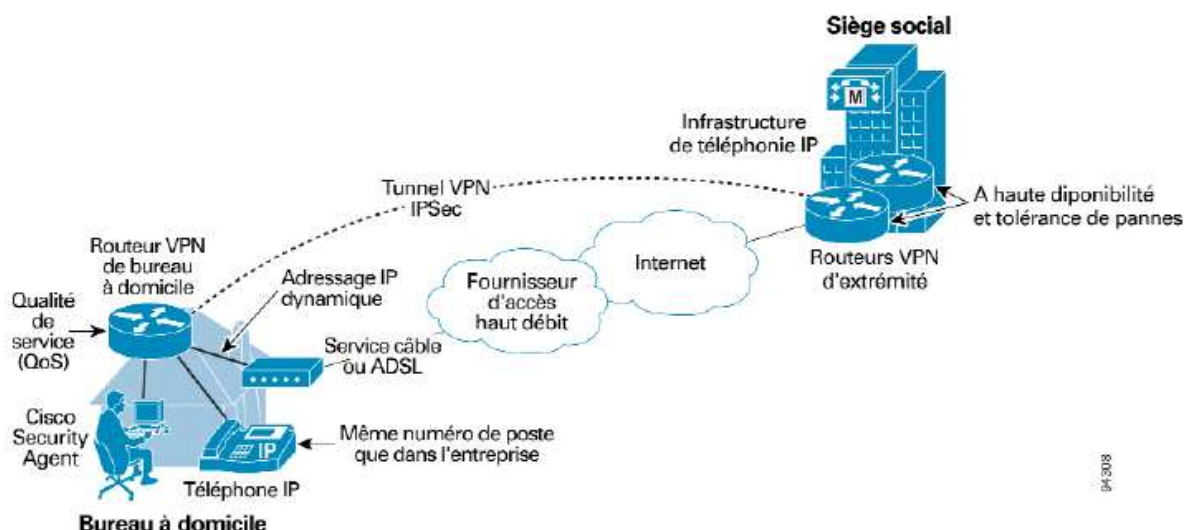 Siège social
M
Infrastructure
de téléphonie IP
A haute diponibilité
et tolérance de pannes
Routeurs VPN
d'extrémité
Tunnel VPN
IPSec
Internet
Fournisseur
d'accès
haut débit
Routeur VPN
de bureau
à domicile
Adressage IP
dynamique
Qualité
de
service
(QoS)
Service câble
ou ADSL
Cisco
Security
Agent
IP
Même numéro de poste
que dans l'entreprise
Téléphone IP
Bureau à domicile
94308